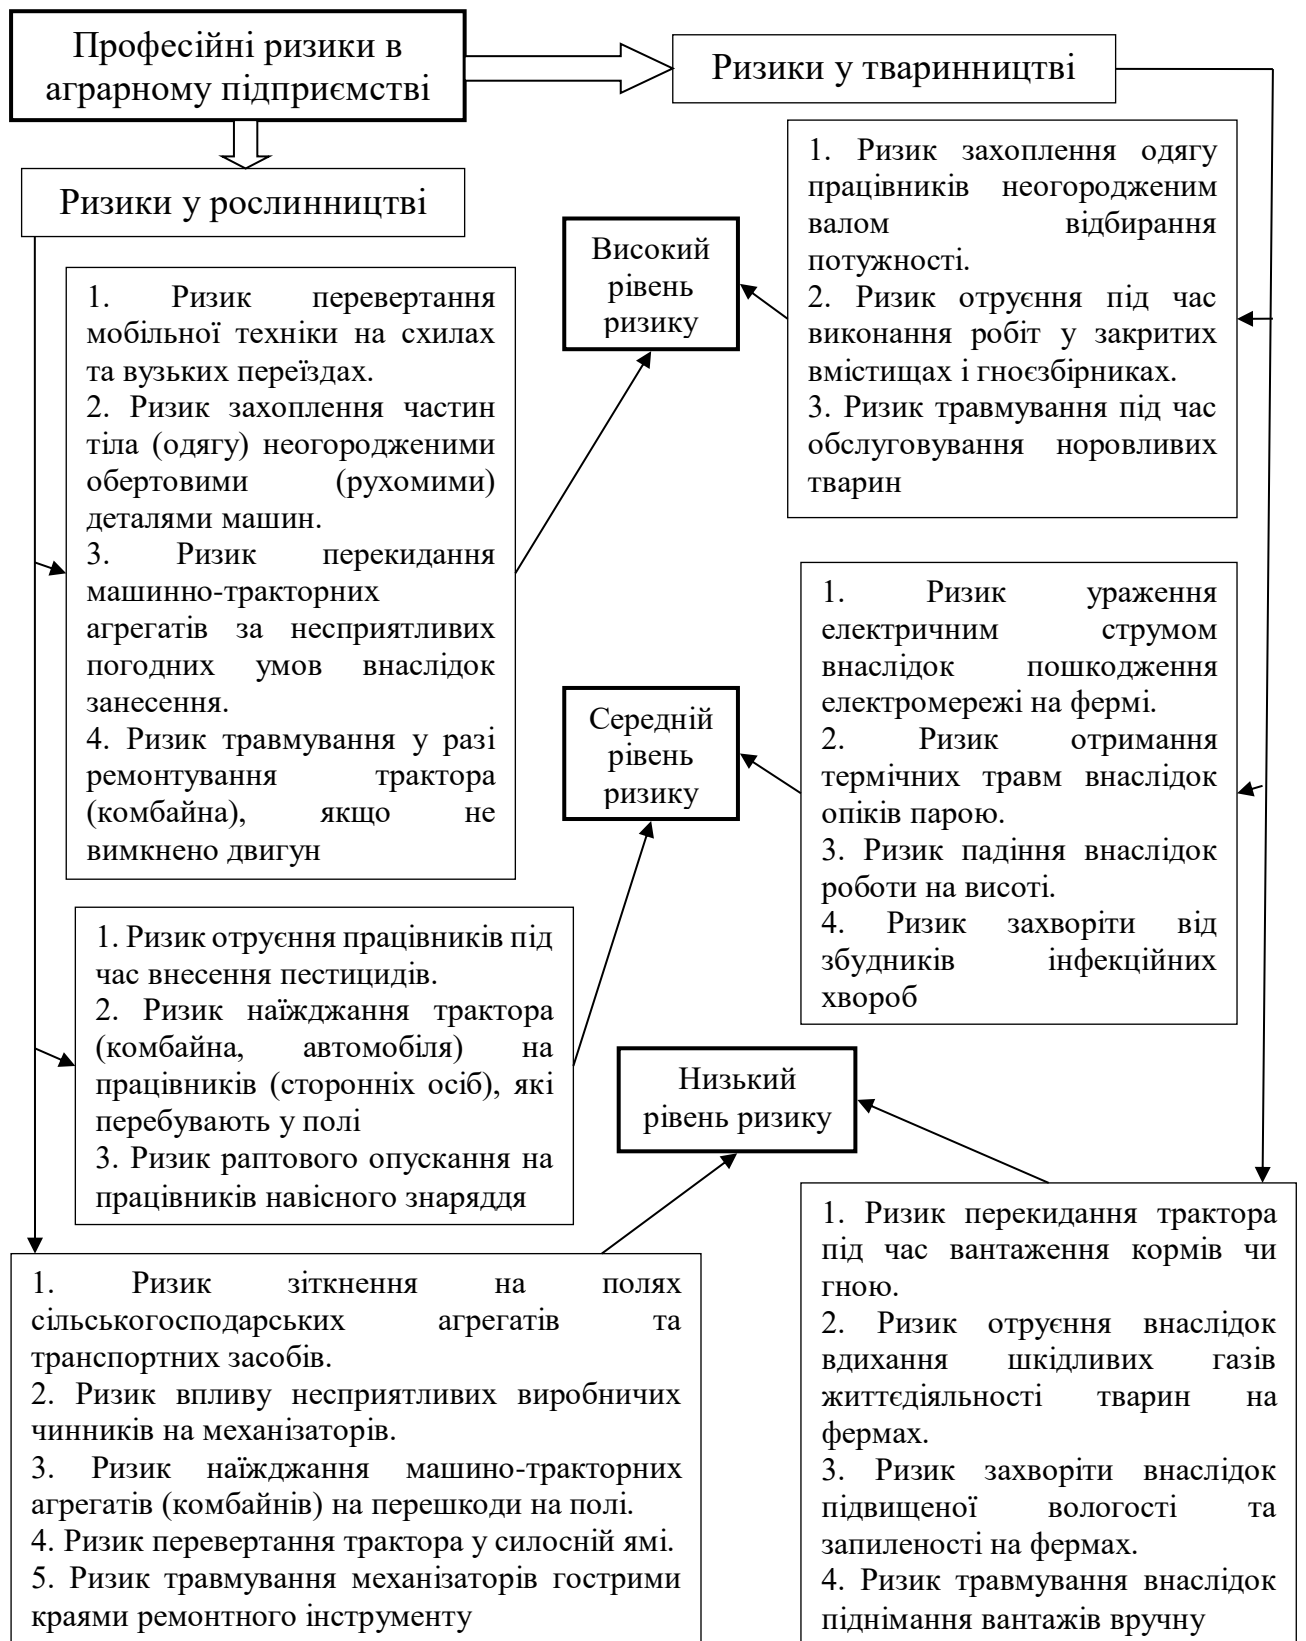 Професійні ризики в
аграрному підприємстві
Ризики у тваринництві
Ризики у рослинництві
1. Ризик захоплення одягу
працівників неогородженим
валом відбирання
потужності.
2. Ризик отруєння під час
виконання робіт у закритих
вмістищах і гноєзбірниках.
3. Ризик травмування під час
обслуговування норовливих
тварин
Високий
рівень
ризику
1. Ризик перевертання
мобільної техніки на схилах
та вузьких переїздах.
2. Ризик захоплення частин
тіла (одягу) неогородженими
обертовими (рухомими)
деталями машин.
3. Ризик перекидання
машинно-тракторних
агрегатів за несприятливих
погодних умов внаслідок
занесення.
4. Ризик травмування у разі
ремонтування трактора
(комбайна), якщо не
вимкнено двигун
1. Ризик ураження
електричним струмом
внаслідок пошкодження
електромережі на фермі.
2. Ризик отримання
термічних травм внаслідок
опіків парою.
3. Ризик падіння внаслідок
роботи на висоті.
4. Ризик захворіти від
збудників інфекційних
хвороб
Середній
рівень
ризику
1. Ризик отруєння працівників під
час внесення пестицидів.
2. Ризик наїжджання трактора
(комбайна, автомобіля) на
працівників (сторонніх осіб), які
перебувають у полі
3. Ризик раптового опускання на
працівників навісного знаряддя
Низький
рівень ризику
1. Ризик перекидання трактора
під час вантаження кормів чи
гною.
2. Ризик отруєння внаслідок
вдихання шкідливих газів
життєдіяльності тварин на
фермах.
3. Ризик захворіти внаслідок
підвищеної вологості та
запиленості на фермах.
4. Ризик травмування внаслідок
піднімання вантажів вручну
1. Ризик зіткнення на полях
сільськогосподарських агрегатів та
транспортних засобів.
2. Ризик впливу несприятливих виробничих
чинників на механізаторів.
3. Ризик наїжджання машино-тракторних
агрегатів (комбайнів) на перешкоди на полі.
4. Ризик перевертання трактора у силосній ямі.
5. Ризик травмування механізаторів гострими
краями ремонтного інструменту